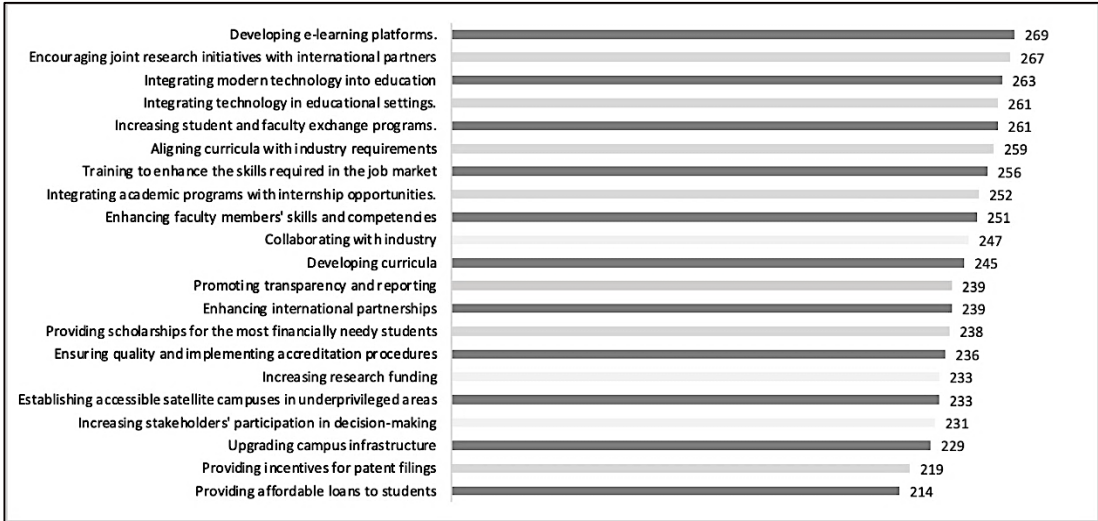 Developing e-learning platforms. 269
Encouraging joint research initiatives with international partners 267
Integrating modern technology into education 263
Integrating technology in educational settings. 261
Increasing student and faculty exchange programs. 261
Aligning curricula with industry requirements 259
Training to enhance the skills required in the job market 256
Integrating academic programs with internship opportunities. 252
Enhancing faculty members' skills and competencies 251
Collaborating with industry 247
Developing curricula 245
Promoting transparency and reporting 239
Enhancing international partnerships 239
Providing scholarships for the most financially needy students 238
Ensuring quality and implementing accreditation procedures 236
Increasing research funding 233
Establishing accessible satellite campuses in underprivileged areas 233
Increasing stakeholders' participation in decision-making 231
Upgrading campus infrastructure 229
Providing incentives for patent filings 219
Providing affordable loans to students 214